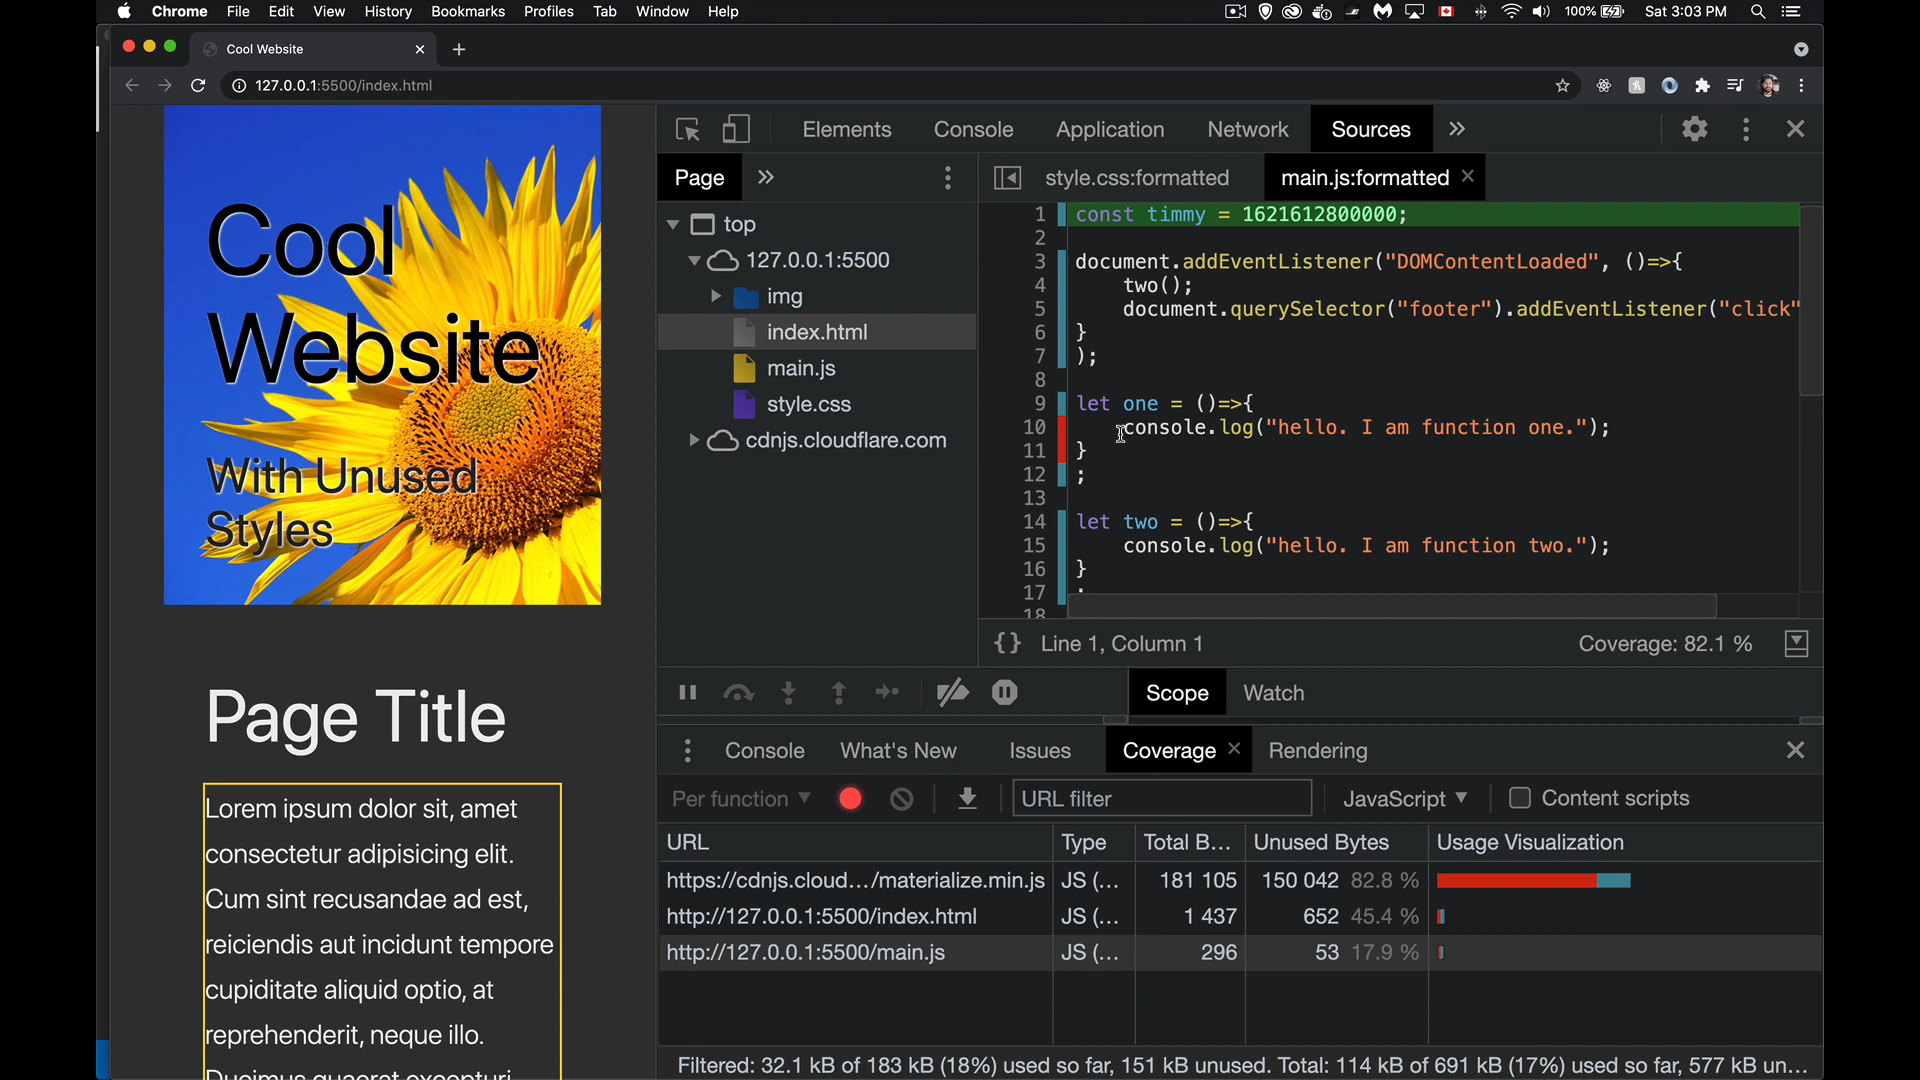 Chrome File Edit View History Bookmarks Profiles Tab Window Help 100% Sat 3:03 PM
Cool Website
127.0.0.1:5500/index.html
Cool
Website
With Unused
Styles
Page Title
Lorem ipsum dolor sit, amet
consectetur adipisicing elit.
Cum sint recusandae ad est,
reiciendis aut incidunt tempore
cupiditate aliquid optio, at
reprehenderit, neque illo.
Ducimus quaerat excepturi
Elements Console Application Network Sources
Page
top
127.0.0.1:5500
img
index.html
main.js
style.css
cdnjs.cloudflare.com
style.css:formatted main.js:formatted
1 const timmy = 1621612800000;
2
3 document.addEventListener("DOMContentLoaded", ()=>{
4 two();
5 document.querySelector("footer").addEventListener("click"
6 }
7 );
8
9 let one = ()=>{
10 console.log("hello. I am function one.");
11 }
12 ;
13
14 let two = ()=>{
15 console.log("hello. I am function two.");
16 }
17 ;
18
{} Line 1, Column 1 Coverage: 82.1 %
Scope Watch
Console What's New Issues Coverage Rendering
Per function URL filter JavaScript Content scripts
URL Type Total B... Unused Bytes Usage Visualization
https://cdnjs.cloud.../materialize.min.js JS (... 181 105 150 042 82.8 %
http://127.0.0.1:5500/index.html JS (... 1 437 652 45.4 %
http://127.0.0.1:5500/main.js JS (... 296 53 17.9 %
Filtered: 32.1 kB of 183 kB (18%) used so far, 151 kB unused. Total: 114 kB of 691 kB (17%) used so far, 577 kB un...